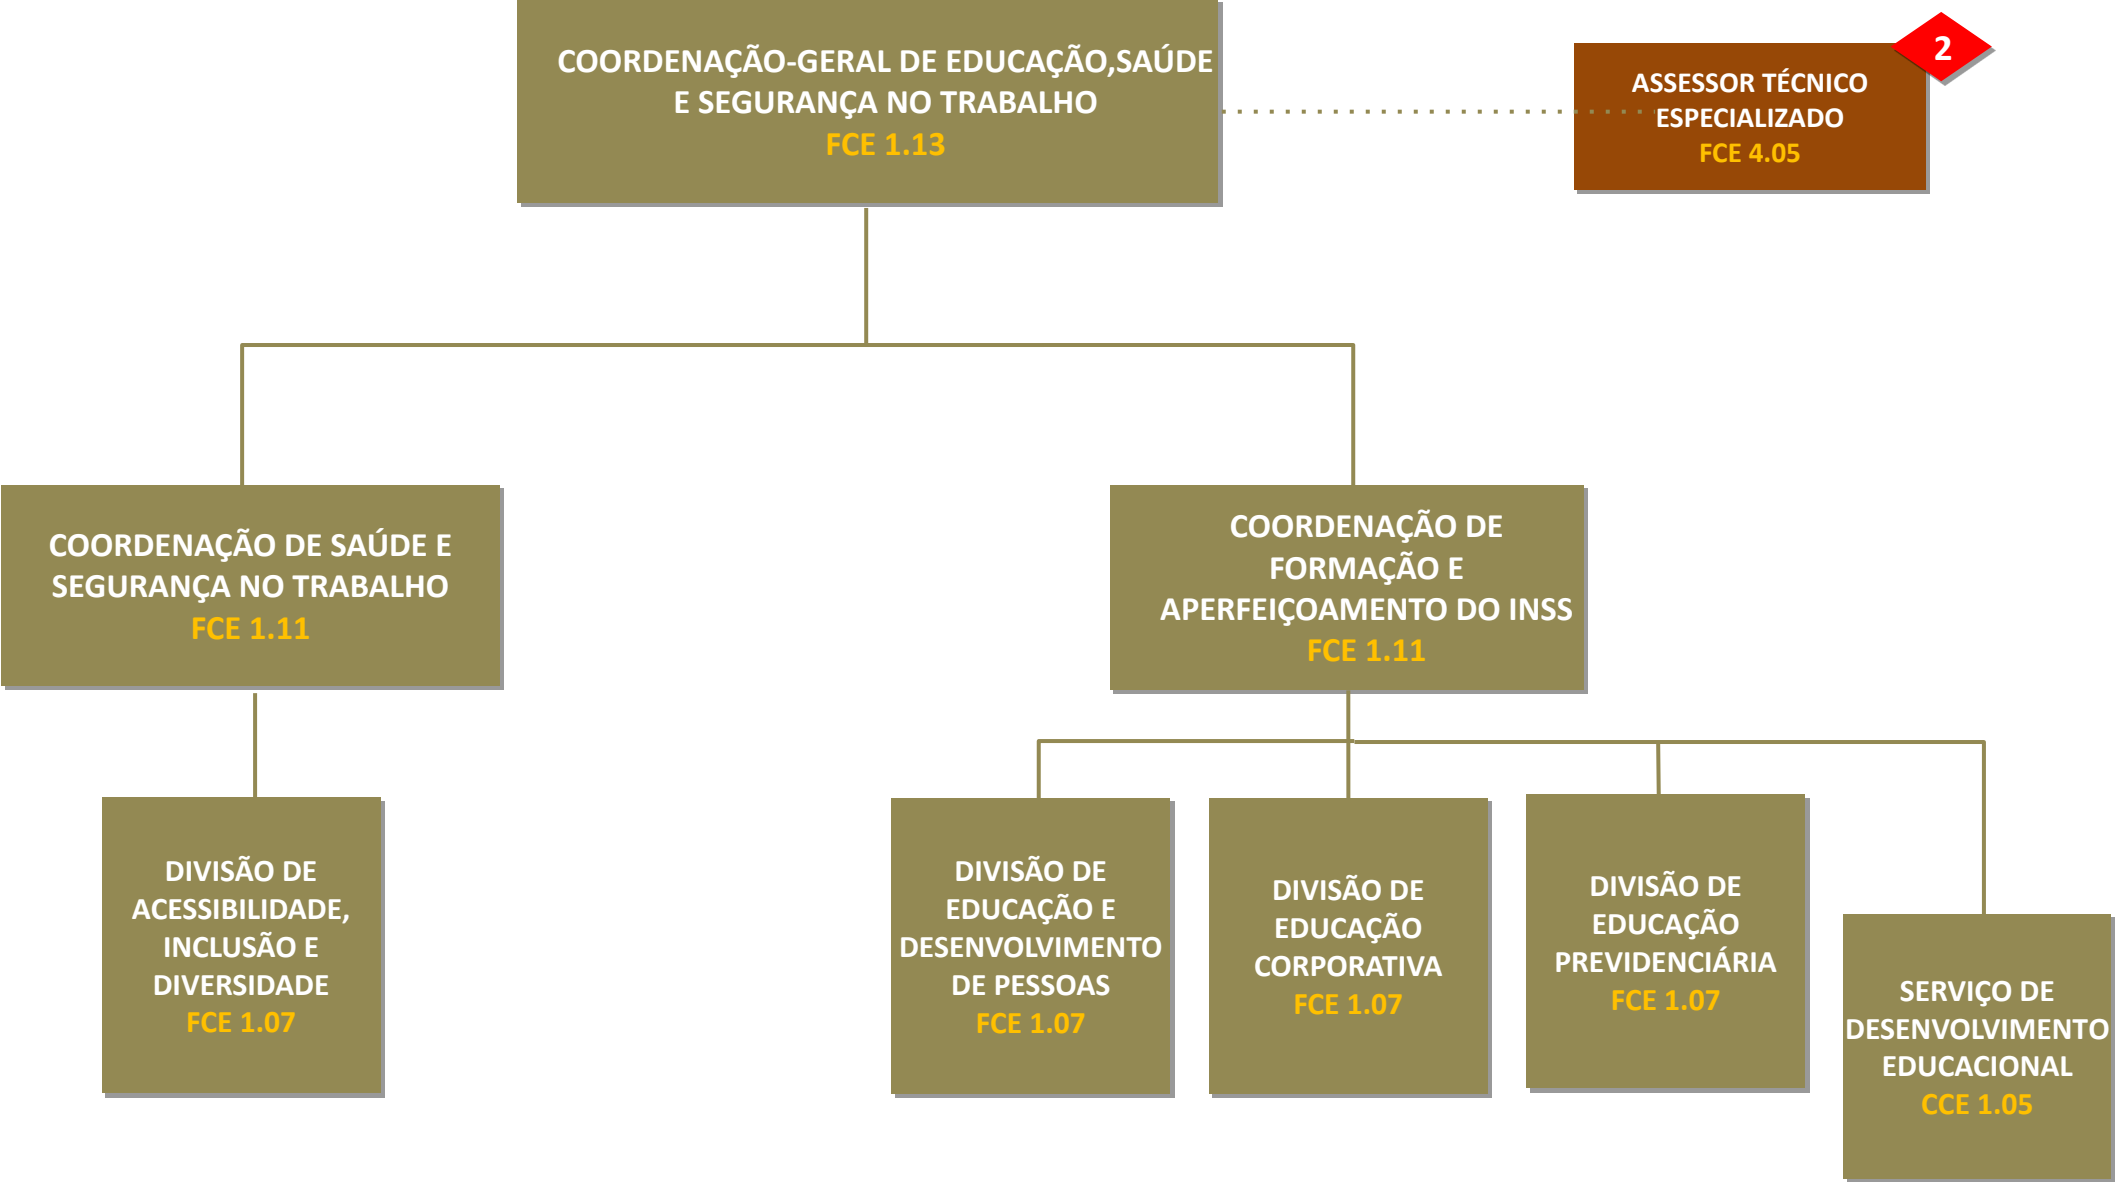 COORDENAÇÃO-GERAL DE EDUCAÇÃO,SAÚDE
E SEGURANÇA NO TRABALHO
FCE 1.13
2
ASSESSOR TÉCNICO
ESPECIALIZADO
FCE 4.05
COORDENAÇÃO DE SAÚDE E
SEGURANÇA NO TRABALHO
FCE 1.11
COORDENAÇÃO DE
FORMAÇÃO E
APERFEIÇOAMENTO DO INSS
FCE 1.11
DIVISÃO DE
ACESSIBILIDADE,
INCLUSÃO E
DIVERSIDADE
FCE 1.07
DIVISÃO DE
EDUCAÇÃO E
DESENVOLVIMENTO
DE PESSOAS
FCE 1.07
DIVISÃO DE
EDUCAÇÃO
CORPORATIVA
FCE 1.07
DIVISÃO DE
EDUCAÇÃO
PREVIDENCIÁRIA
FCE 1.07
SERVIÇO DE
DESENVOLVIMENTO
EDUCACIONAL
CCE 1.05